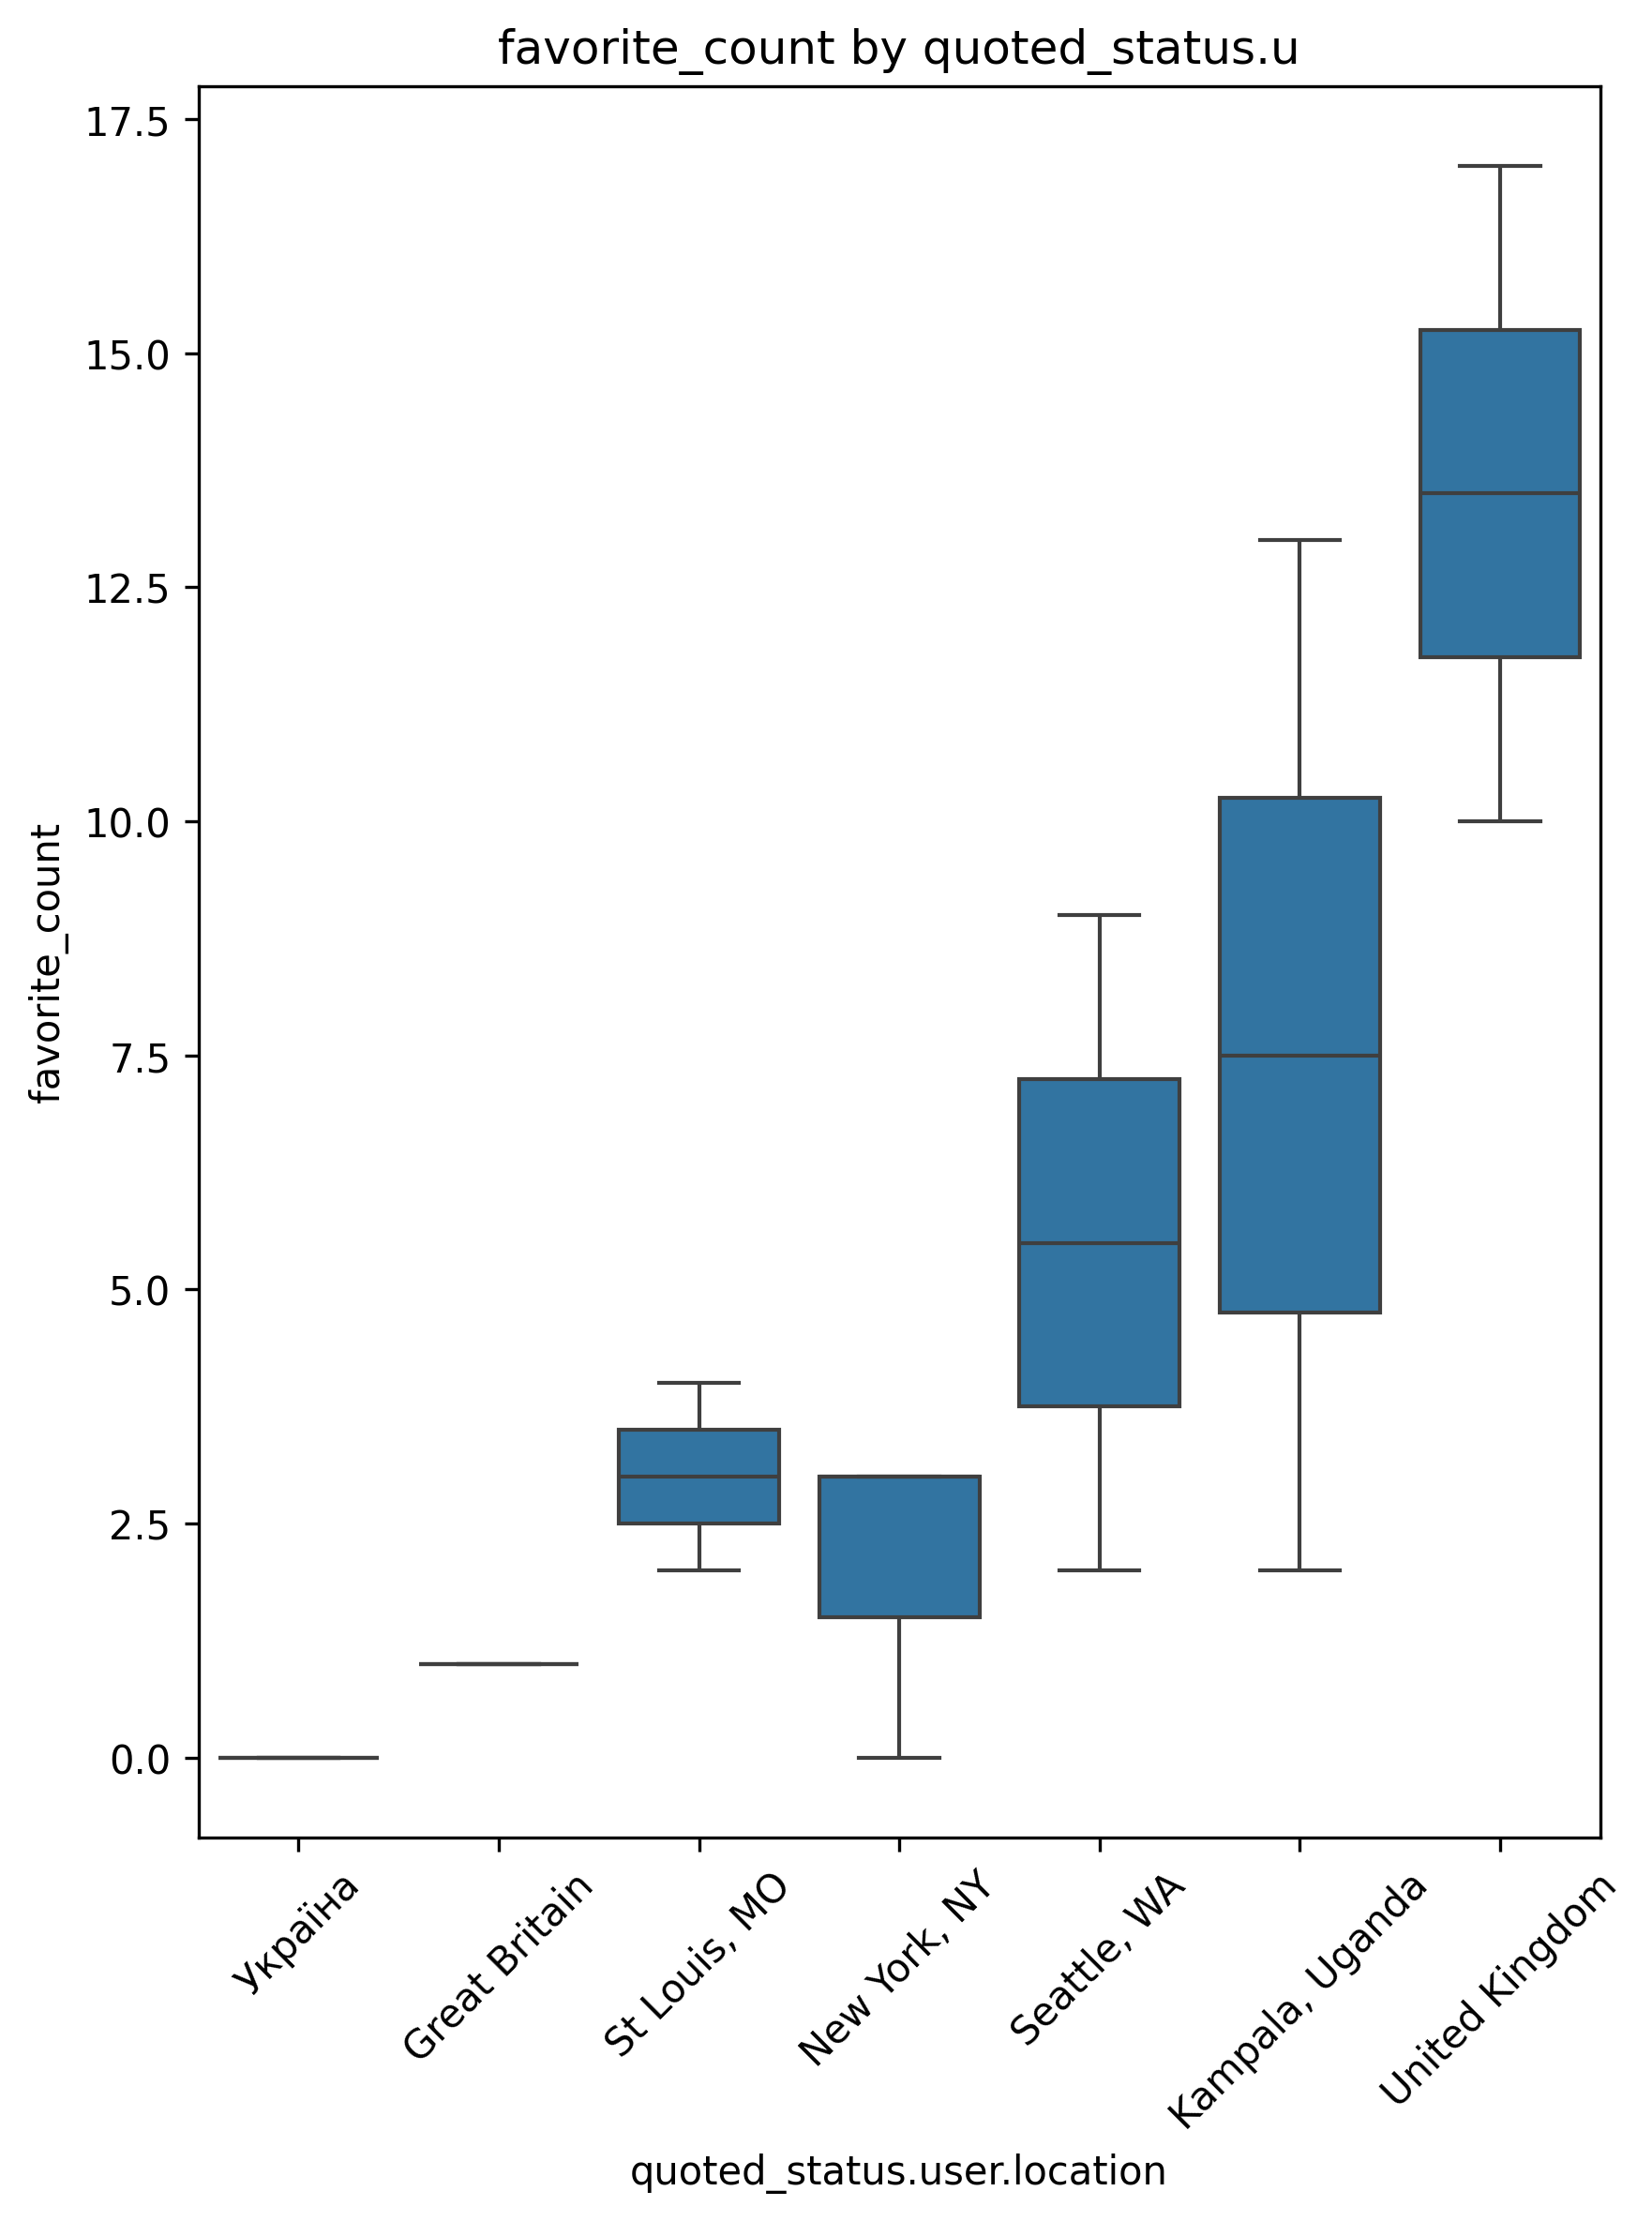 favorite_count by quoted_status.u
17.5
15.0
12.5
10.0
7.5
5.0
2.5
0.0
favorite_count
Україна
Great Britain
St Louis, MO
New York, NY
Seattle, WA
Kampala, Uganda
United Kingdom
quoted_status.user.location